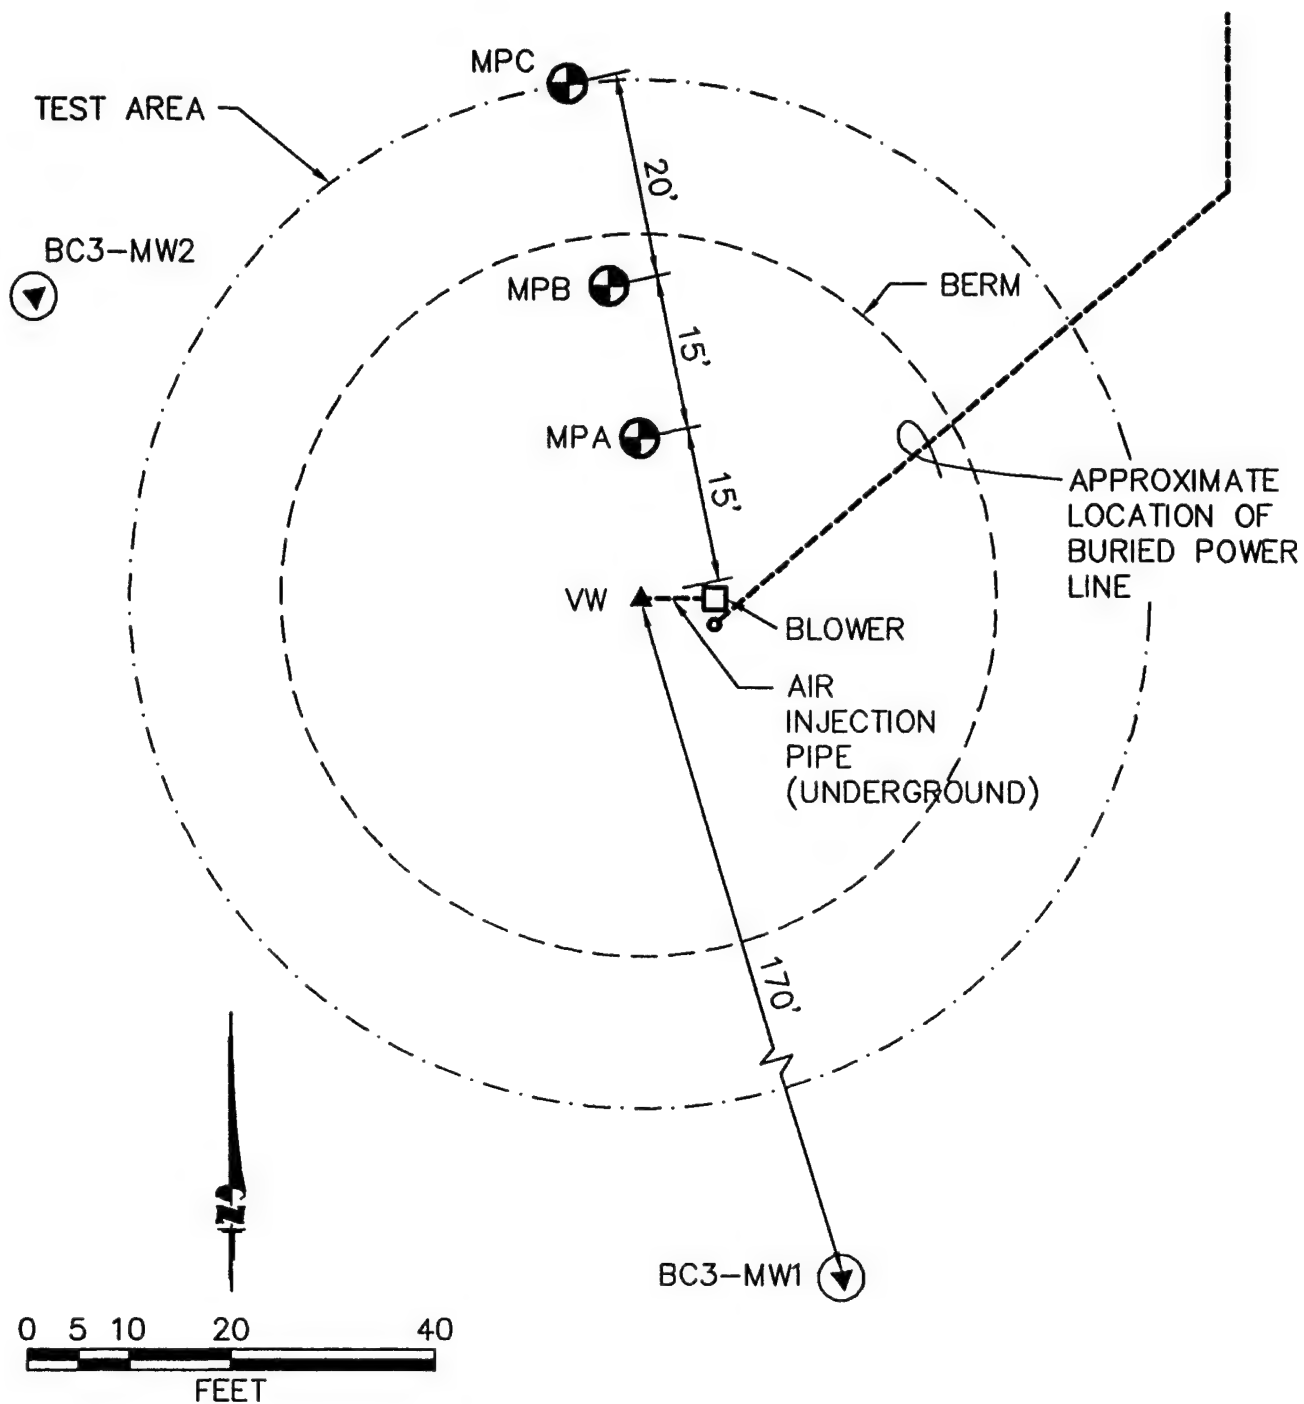 MPC
TEST AREA
20'
BC3-MW2
MPB
BERM
15'
MPA
15'
APPROXIMATE
LOCATION OF
BURIED POWER
LINE
VW
BLOWER
AIR
INJECTION
PIPE
(UNDERGROUND)
170'
N
BC3-MW1
0 5 10 20 40
FEET